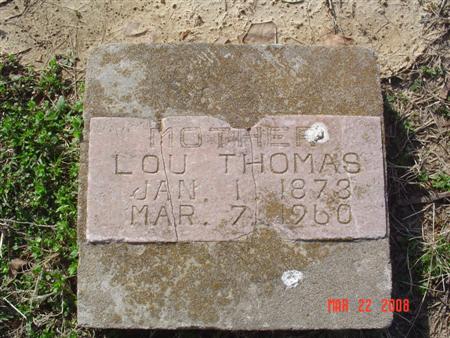 MOTHER
LOU THOMAS
JAN. 1. 1873
MAR. 7. 1960
MAR 22 2008